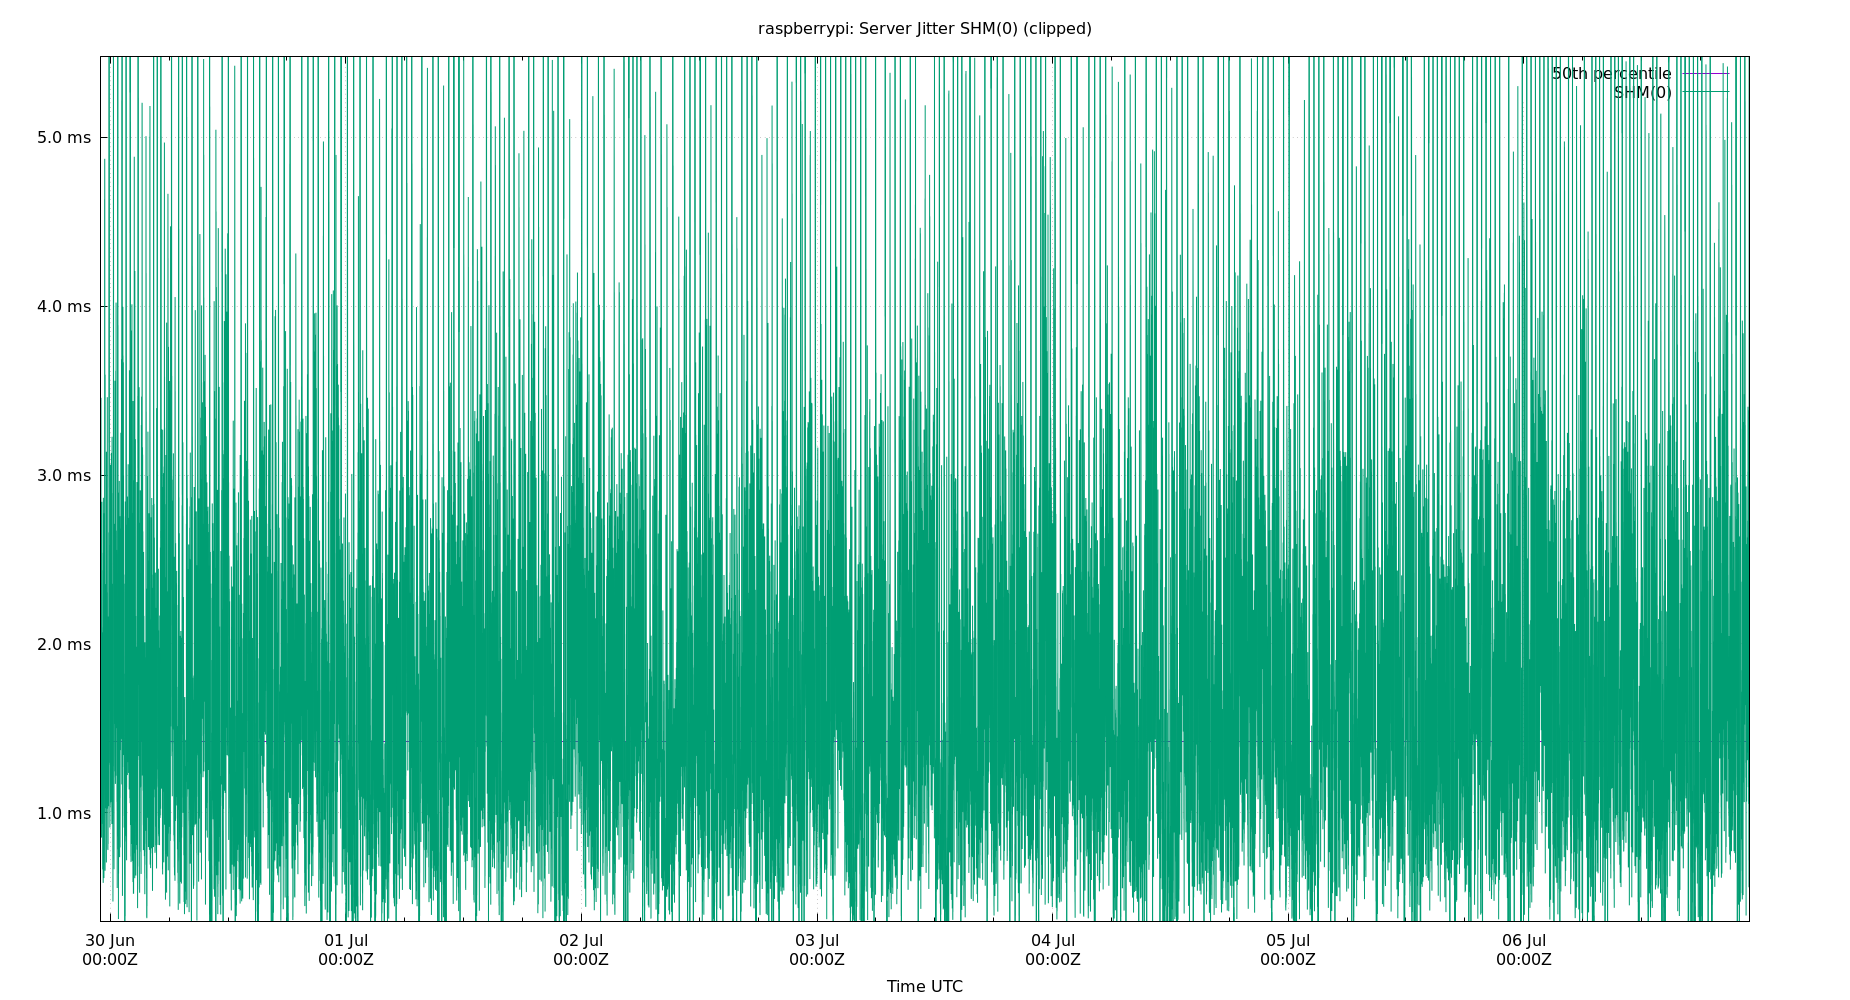 raspberrypi: Server Jitter SHM(0) (clipped)
50th percentile
SHM(0)
5.0 ms
4.0 ms
3.0 ms
2.0 ms
1.0 ms
30 Jun 01 Jul 02 Jul 03 Jul 04 Jul 05 Jul 06 Jul
00:00Z 00:00Z 00:00Z 00:00Z 00:00Z 00:00Z 00:00Z
Time UTC